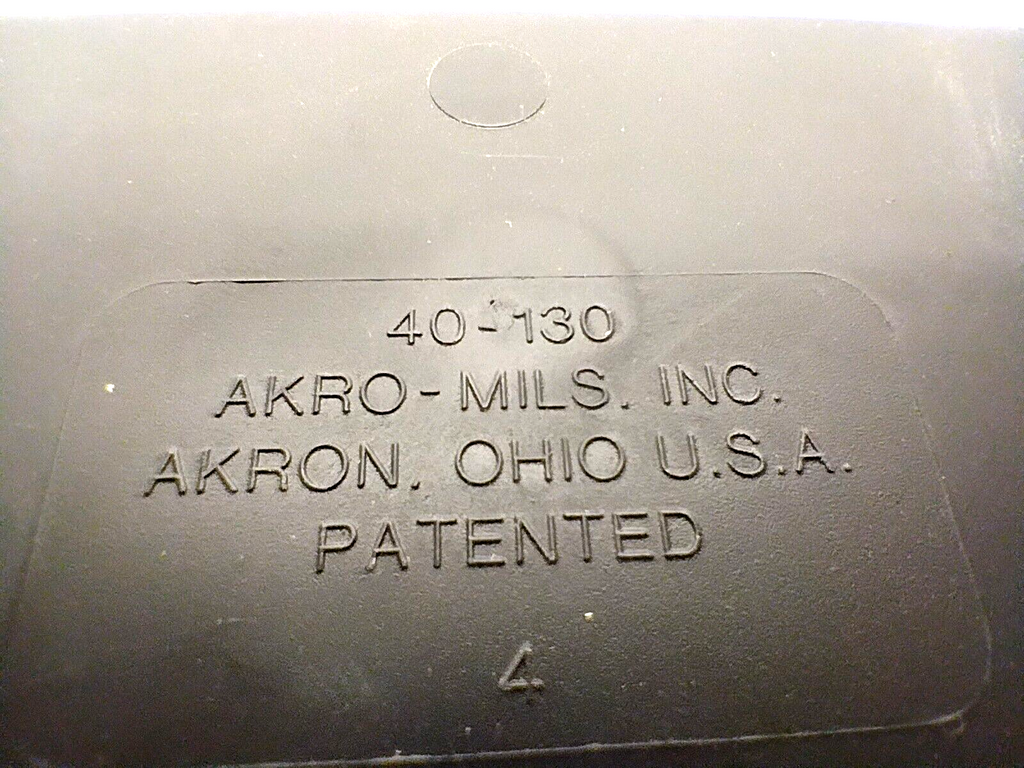 40-130
AKRO-MILS. INC.
AKRON. OHIO U.S.A.
PATENTED
4